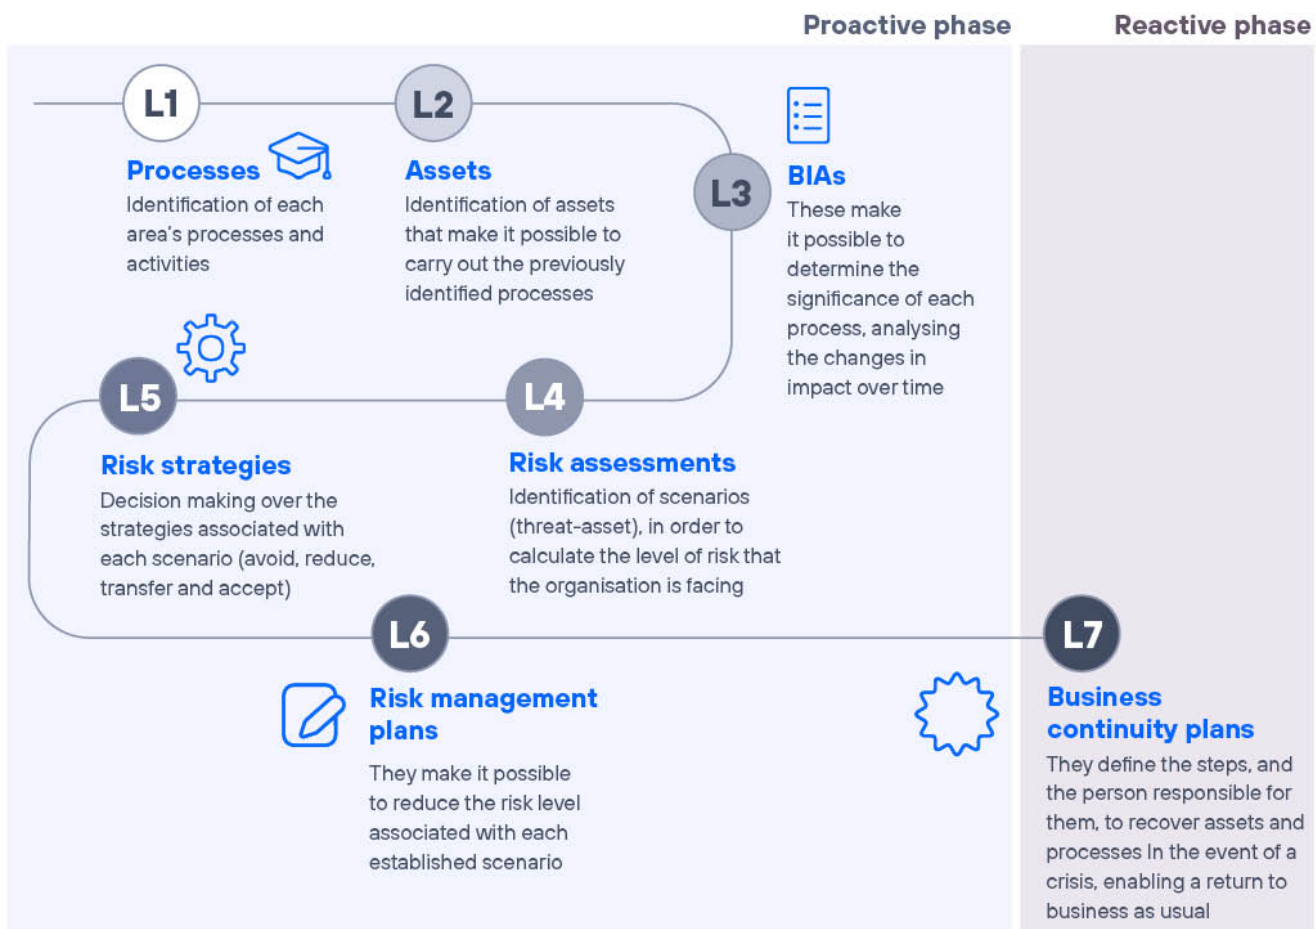 Proactive phase
Reactive phase
L1
Processes
Identification of each
area's processes and
activities
L2
Assets
Identification of assets
that make it possible to
carry out the previously
identified processes
L3
BIAs
These make
it possible to
determine the
significance of each
process, analysing
the changes in
impact over time
L4
Risk assessments
Identification of scenarios
(threat-asset), in order to
calculate the level of risk that
the organisation is facing
L5
Risk strategies
Decision making over the
strategies associated with
each scenario (avoid, reduce,
transfer and accept)
L6
Risk management
plans
They make it possible
to reduce the risk level
associated with each
established scenario
L7
Business
continuity plans
They define the steps, and
the person responsible for
them, to recover assets and
processes In the event of a
crisis, enabling a return to
business as usual